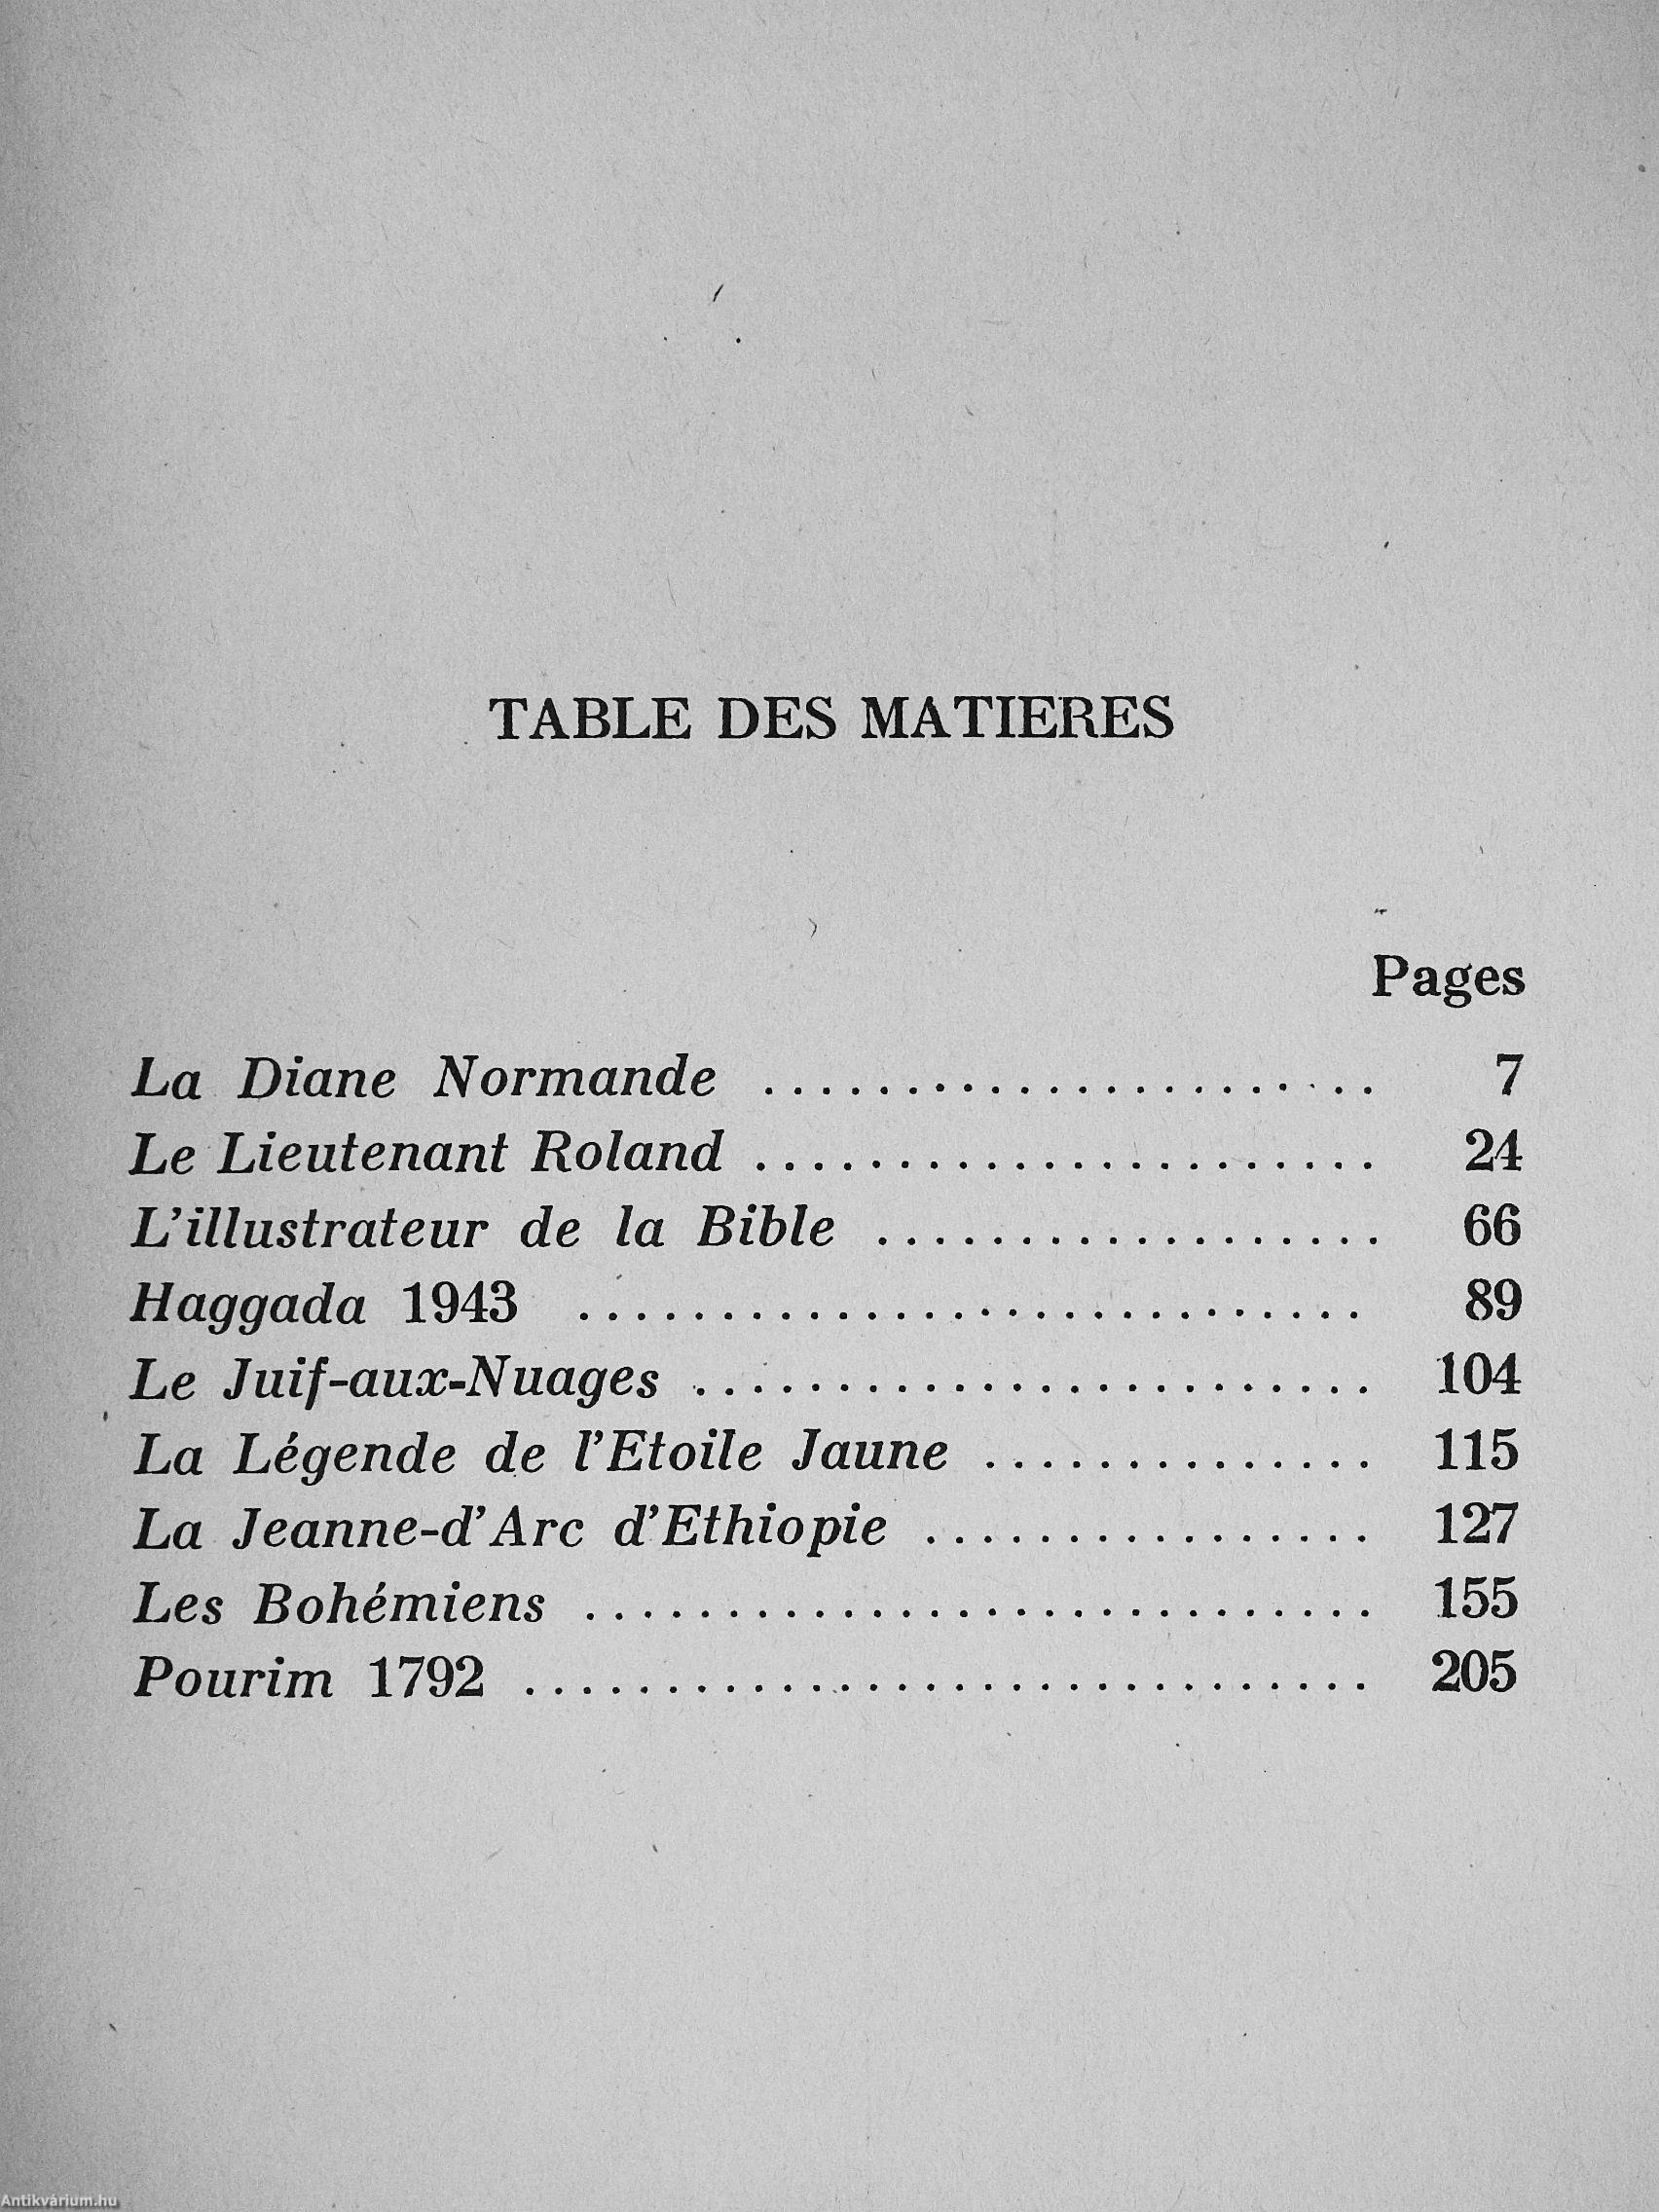 TABLE DES MATIERES
Pages
La Diane Normande ...................... 7
Le Lieutenant Roland ...................... 24
L'illustrateur de la Bible .................. 66
Haggada 1943 ............................ 89
Le Juif-aux-Nuages ........................ 104
La Légende de l'Etoile Jaune .............. 115
La Jeanne-d'Arc d'Ethiopie ................ 127
Les Bohémiens ............................ 155
Pourim 1792 .............................. 205
Antikvárium.hu